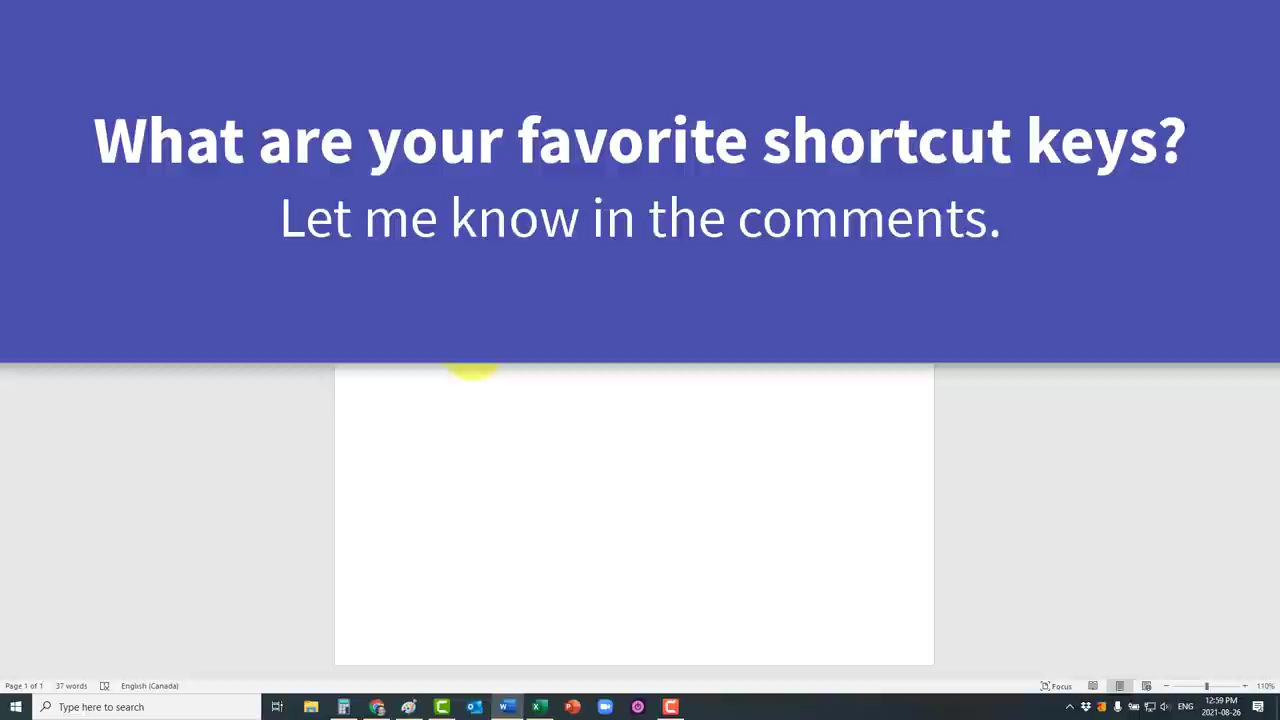 What are your favorite shortcut keys?
Let me know in the comments.
Page 1 of 1 37 words English (Canada) Focus 110%
Type here to search ENG 12:59 PM
2021-08-26